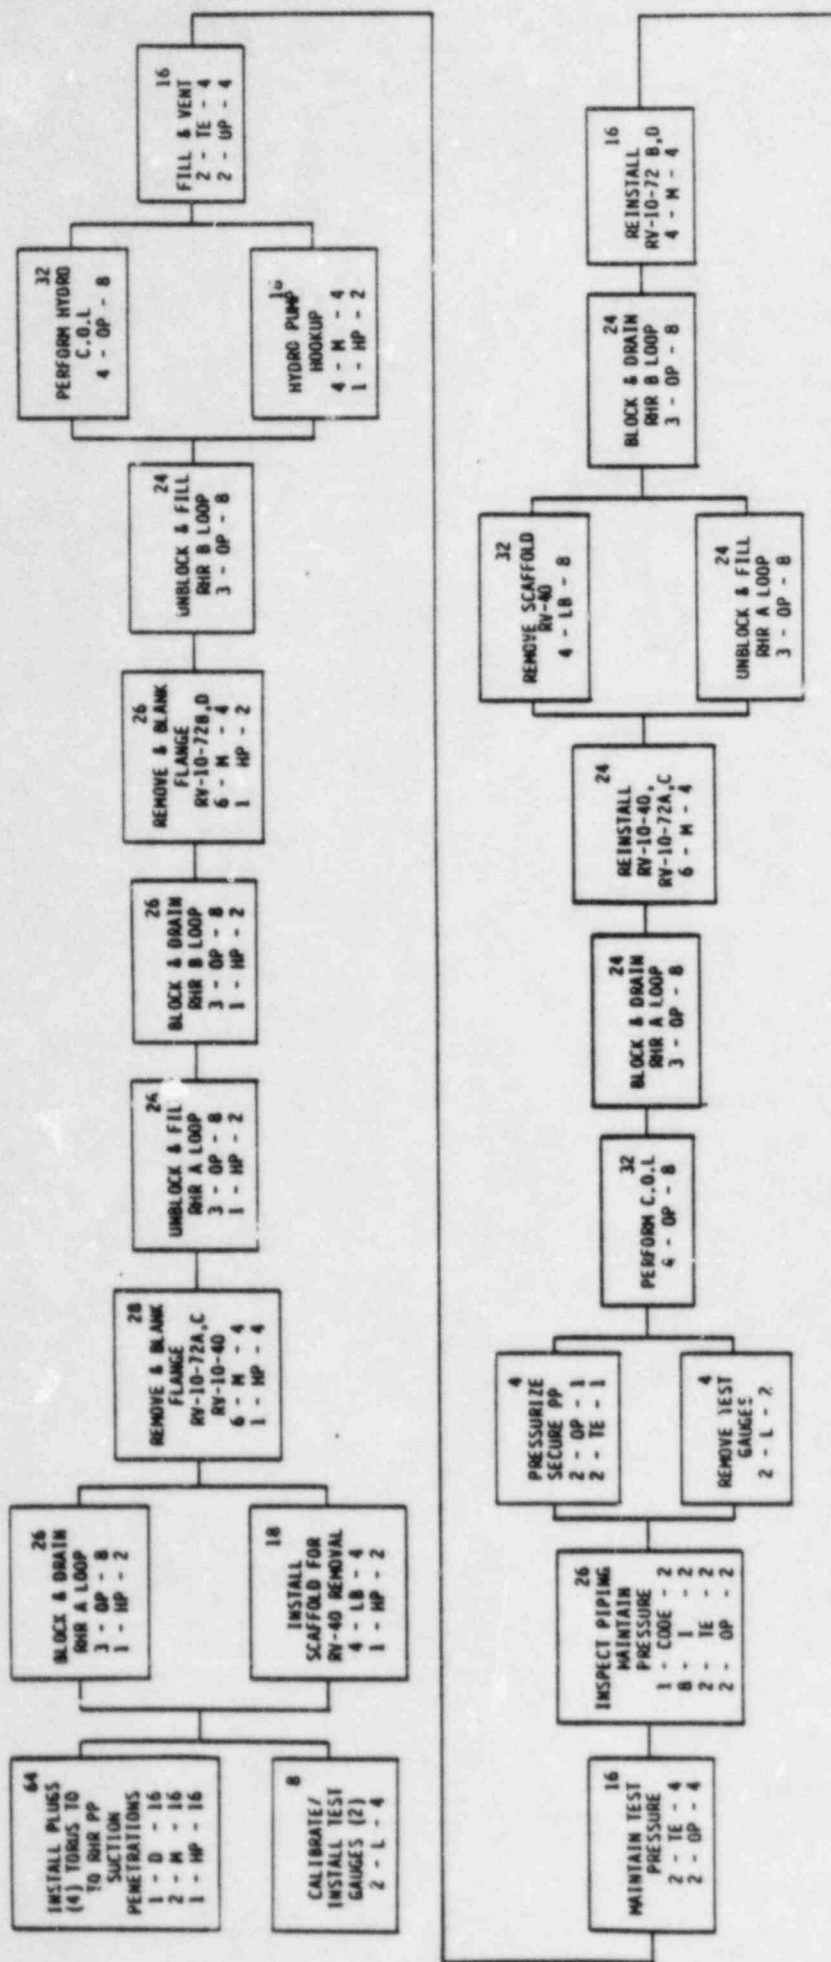 64
INSTALL PLUGS
(4) TORUS TO
TO RHR PP
SUCTION
PENETRATIONS
1 - D - 16
2 - M - 16
1 - HP - 16
8
CALIBRATE/
INSTALL TEST
GAUGES (2)
2 - L - 4
26
BLOCK & DRAIN
RHR A LOOP
3 - OP - 8
1 - HP - 2
18
INSTALL
SCAFFOLD FOR
RV-40 REMOVAL
4 - LB - 4
1 - HP - 2
28
REMOVE & BLANK
FLANGE
RV-10-72A,C
RV-10-40
6 - M - 4
1 - HP - 4
UNBLOCK & FILL
RHR A LOOP
3 - OP - 8
1 - HP - 2
26
BLOCK & DRAIN
RHR B LOOP
3 - OP - 8
1 - HP - 2
26
REMOVE & BLANK
FLANGE
RV-10-72B,D
6 - M - 4
1 HP - 2
24
UNBLOCK & FILL
RHR B LOOP
3 - OP - 8
32
PERFORM HYDRO
C.O.L
4 - OP - 8
HYDRO PUMP
HOOKUP
4 - M - 4
1 - HP - 2
16
FILL & VENT
2 - TE - 4
2 - OP - 4
16
MAINTAIN TEST
PRESSURE
2 - TE - 4
2 - OP - 4
26
INSPECT PIPING
MAINTAIN
PRESSURE
1 - CODE - 2
8 - I - 2
2 - TE - 2
2 - OP - 2
4
PRESSURIZE
SECURE PP
2 - OP - 1
2 - TE - 1
4
REMOVE TEST
GAUGES
2 - L - 2
32
PERFORM C.O.L
4 - OP - 8
24
BLOCK & DRAIN
RHR A LOOP
3 - OP - 8
24
REINSTALL
RV-10-40,
RV-10-72A,C
6 - M - 4
32
REMOVE SCAFFOLD
RV-40
4 - LB - 8
24
UNBLOCK & FILL
RHR A LOOP
3 - OP - 8
24
BLOCK & DRAIN
RHR B LOOP
3 - OP - 8
16
REINSTALL
RV-10-72 B,D
4 - M - 4